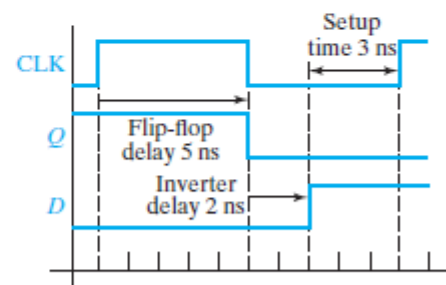 Setup
time 3 ns
CLK
Q
Flip-flop
delay 5 ns
Inverter
delay 2 ns
D